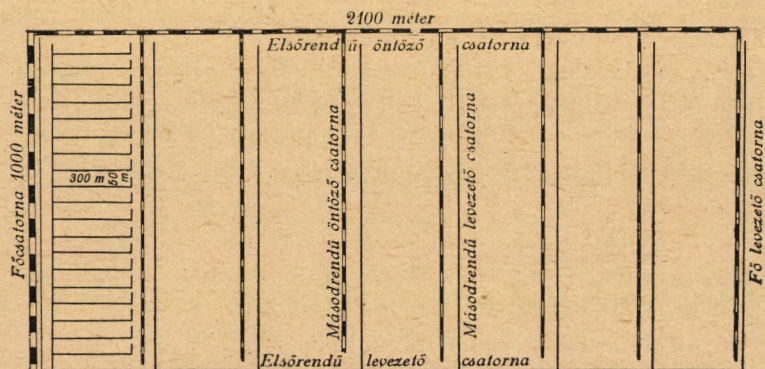 2100 méter
Elsőrendű öntöző csatorna
Főcsatorna 1000 méter
300 m
50 m
Másodrendű öntöző csatorna
Másodrendű levezető csatorna
Fő levezető csatorna
Elsőrendű levezető csatorna